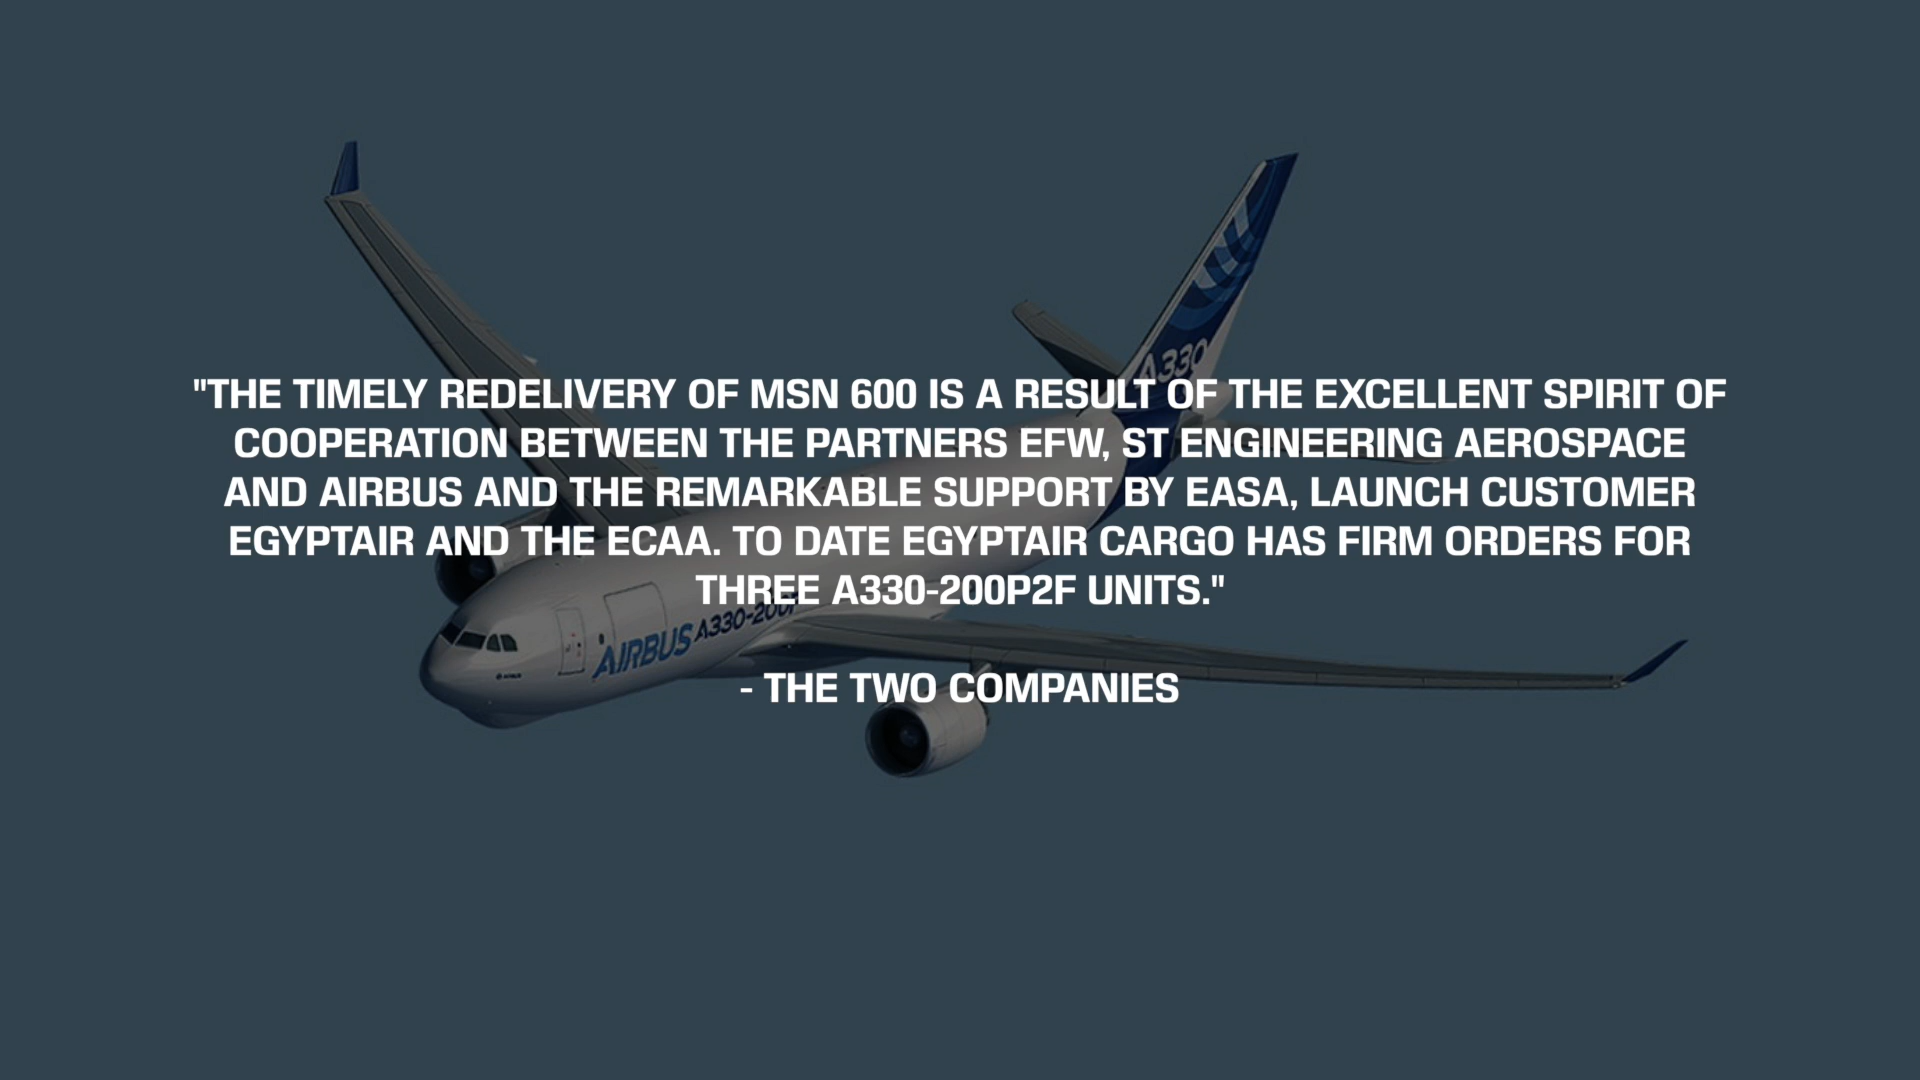 "THE TIMELY REDELIVERY OF MSN 600 IS A RESULT OF THE EXCELLENT SPIRIT OF
COOPERATION BETWEEN THE PARTNERS EFW, ST ENGINEERING AEROSPACE
AND AIRBUS AND THE REMARKABLE SUPPORT BY EASA, LAUNCH CUSTOMER
EGYPTAIR AND THE ECAA. TO DATE EGYPTAIR CARGO HAS FIRM ORDERS FOR
THREE A330-200P2F UNITS."
- THE TWO COMPANIES
A330
AIRBUS A330-200